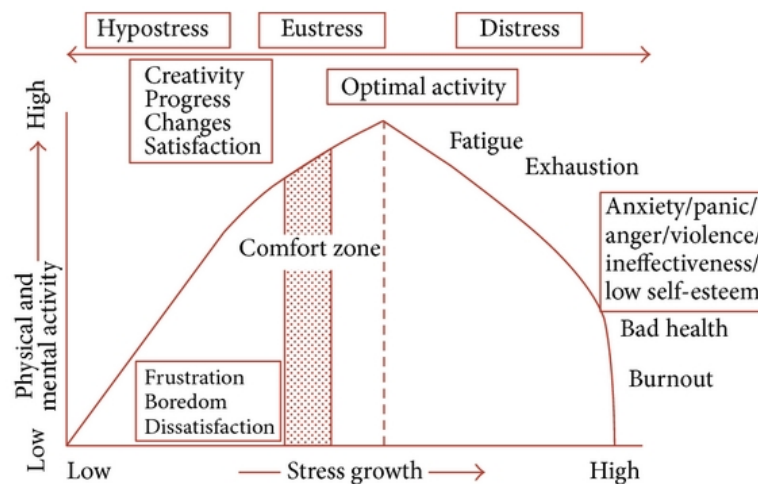 Hypostress
Eustress
Distress
Creativity
Progress
Changes
Satisfaction
Optimal activity
Fatigue
Exhaustion
Anxiety/panic/
anger/violence/
ineffectiveness/
low self-esteem
Bad health
Burnout
Comfort zone
Frustration
Boredom
Dissatisfaction
High
Physical and
mental activity
Low
Low
Stress growth
High